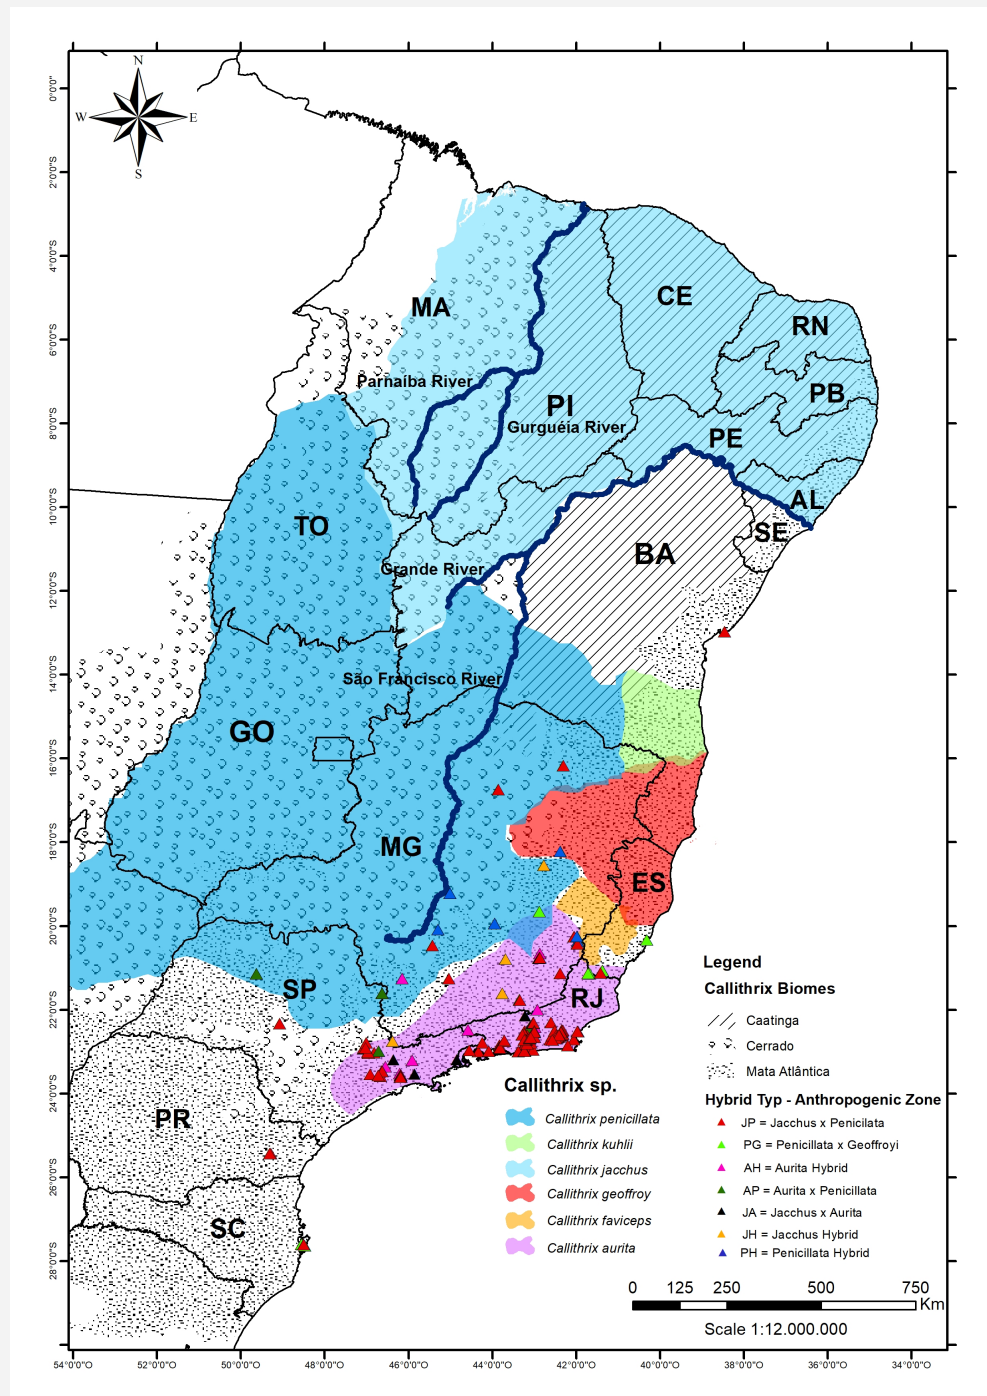 N
W E
S
0°0'0"
2°0'0"S
4°0'0"S
6°0'0"S
8°0'0"S
10°0'0"S
12°0'0"S
14°0'0"S
16°0'0"S
18°0'0"S
20°0'0"S
22°0'0"S
24°0'0"S
26°0'0"S
28°0'0"S
MA
CE
RN
PB
Parnaíba River
PI
Gurguéia River
PE
AL
TO
SE
BA
Grande River
São Francisco River
GO
MG
ES
SP
RJ
PR
SC
Legend
Callithrix Biomes
Caatinga
Cerrado
Mata Atlântica
Hybrid Typ - Anthropogenic Zone
JP = Jacchus x Penicilata
PG = Penicillata x Geoffroyi
AH = Aurita Hybrid
AP = Aurita x Penicillata
JA = Jacchus x Aurita
JH = Jacchus Hybrid
PH = Penicillata Hybrid
Callithrix sp.
Callithrix penicillata
Callithrix kuhlii
Callithrix jacchus
Callithrix geoffroy
Callithrix faviceps
Callithrix aurita
0 125 250 500 750
Km
Scale 1:12.000.000
54°0'0"O 52°0'0"O 50°0'0"O 48°0'0"O 46°0'0"O 44°0'0"O 42°0'0"O 40°0'0"O 38°0'0"O 36°0'0"O 34°0'0"O